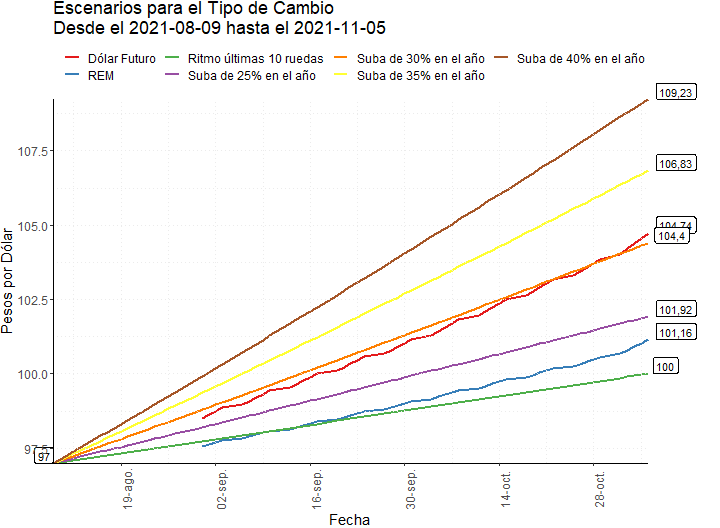 Escenarios para el Tipo de Cambio
Desde el 2021-08-09 hasta el 2021-11-05
Dólar Futuro
Ritmo últimas 10 ruedas
Suba de 30% en el año
Suba de 40% en el año
REM
Suba de 25% en el año
Suba de 35% en el año
109,23
107.5
106,83
105.0
104,74
104,4
102.5
101,92
101,16
100.0
100
97.5
97
Pesos por Dólar
19-ago.
02-sep.
16-sep.
30-sep.
14-oct.
28-oct.
Fecha